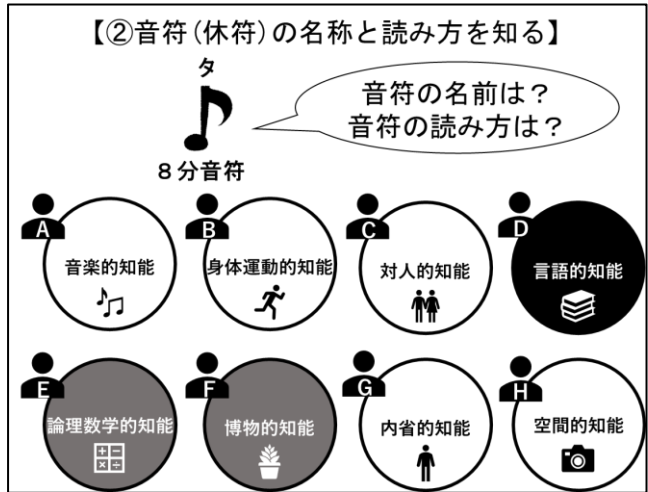 【②音符(休符)の名称と読み方を知る】
タ
音符の名前は？
音符の読み方は？
８分音符
A
音楽的知能
B
身体運動的知能
C
対人的知能
D
言語的知能
E
論理数学的知能
F
博物的知能
G
内省的知能
H
空間的知能